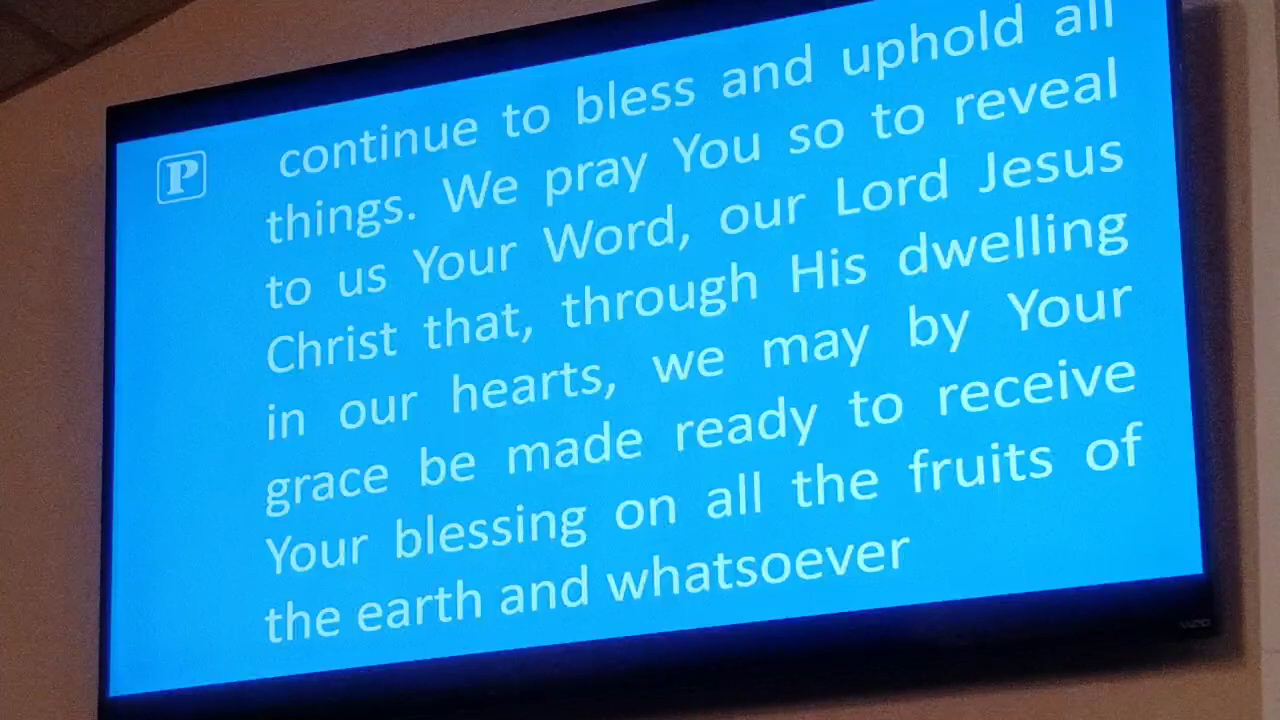 P continue to bless and uphold all
things. We pray You so to reveal
to us Your Word, our Lord Jesus
Christ that, through His dwelling
in our hearts, we may by Your
grace be made ready to receive
Your blessing on all the fruits of
the earth and whatsoever
VIZIO